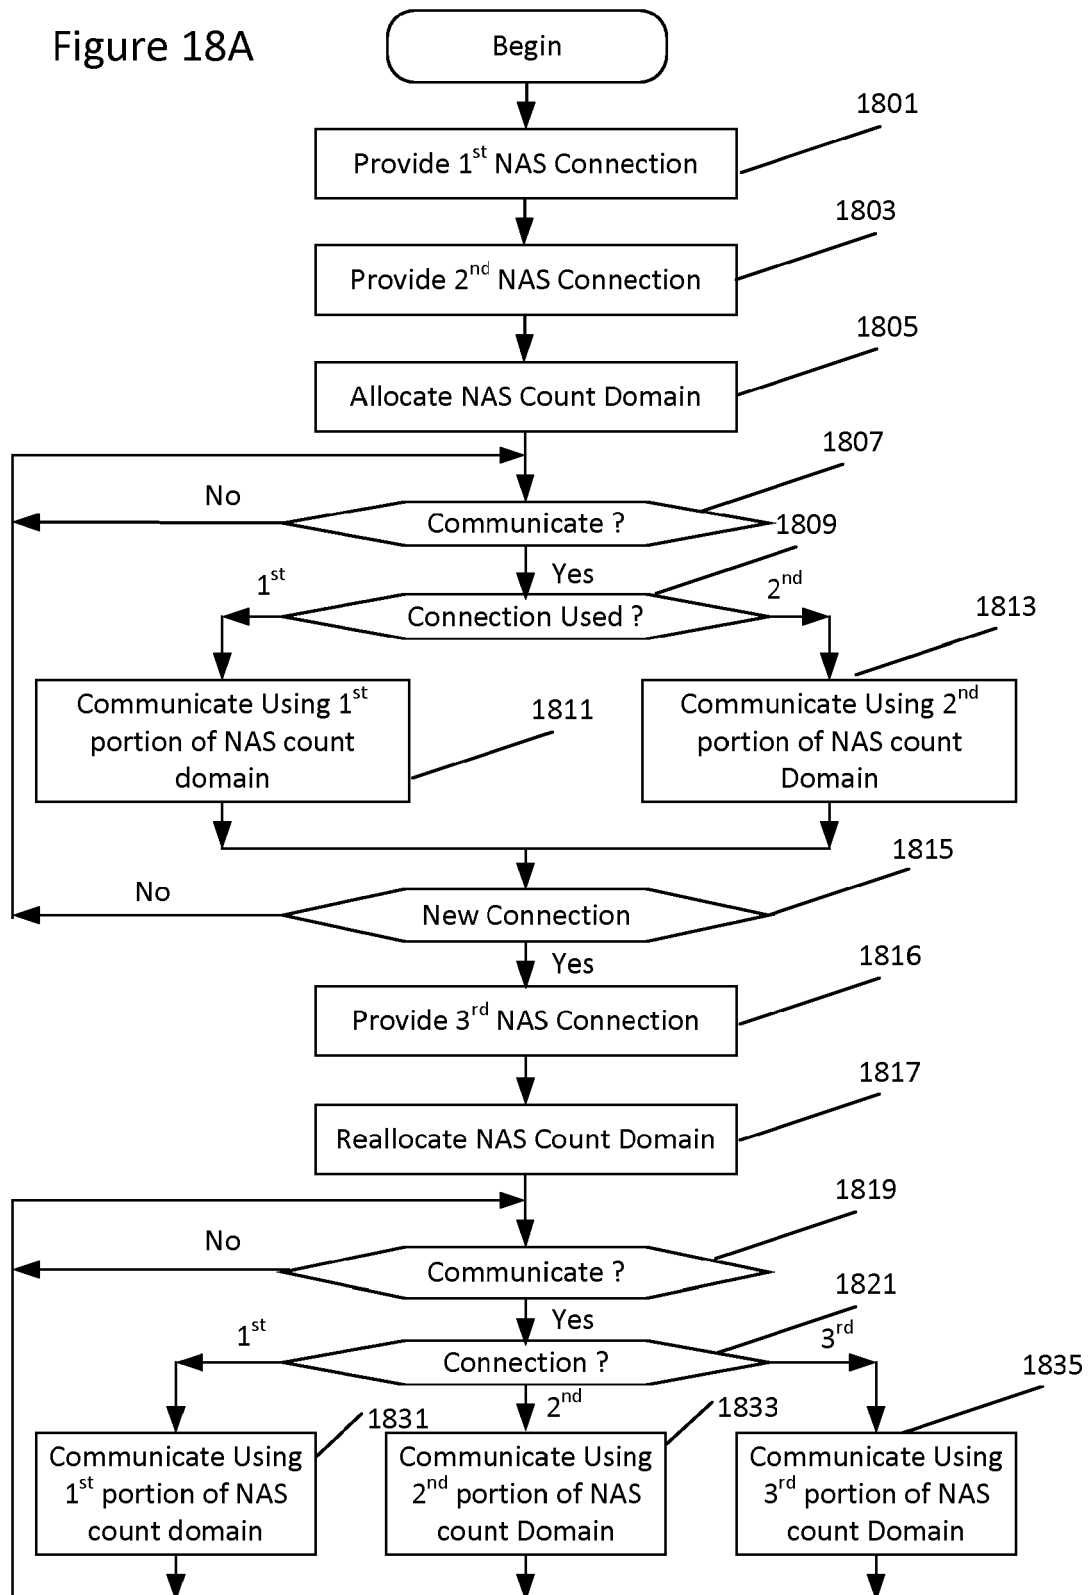 Figure 18A
Begin
1801
Provide 1st NAS Connection
1803
Provide 2nd NAS Connection
1805
Allocate NAS Count Domain
1807
No
Communicate ?
1809
Yes
1st
2nd
Connection Used ?
1813
Communicate Using 1st
portion of NAS count
domain
1811
Communicate Using 2nd
portion of NAS count
Domain
1815
No
New Connection
Yes
1816
Provide 3rd NAS Connection
1817
Reallocate NAS Count Domain
1819
No
Communicate ?
1821
Yes
1st
3rd
Connection ?
1835
2nd
1831
1833
Communicate Using
1st portion of NAS
count domain
Communicate Using
2nd portion of NAS
count Domain
Communicate Using
3rd portion of NAS
count Domain